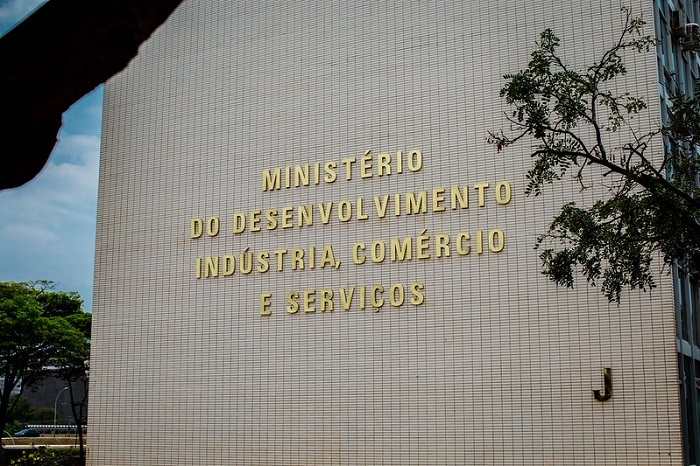 MINISTÉRIO
DO DESENVOLVIMENTO
INDÚSTRIA, COMÉRCIO
E SERVIÇOS
J